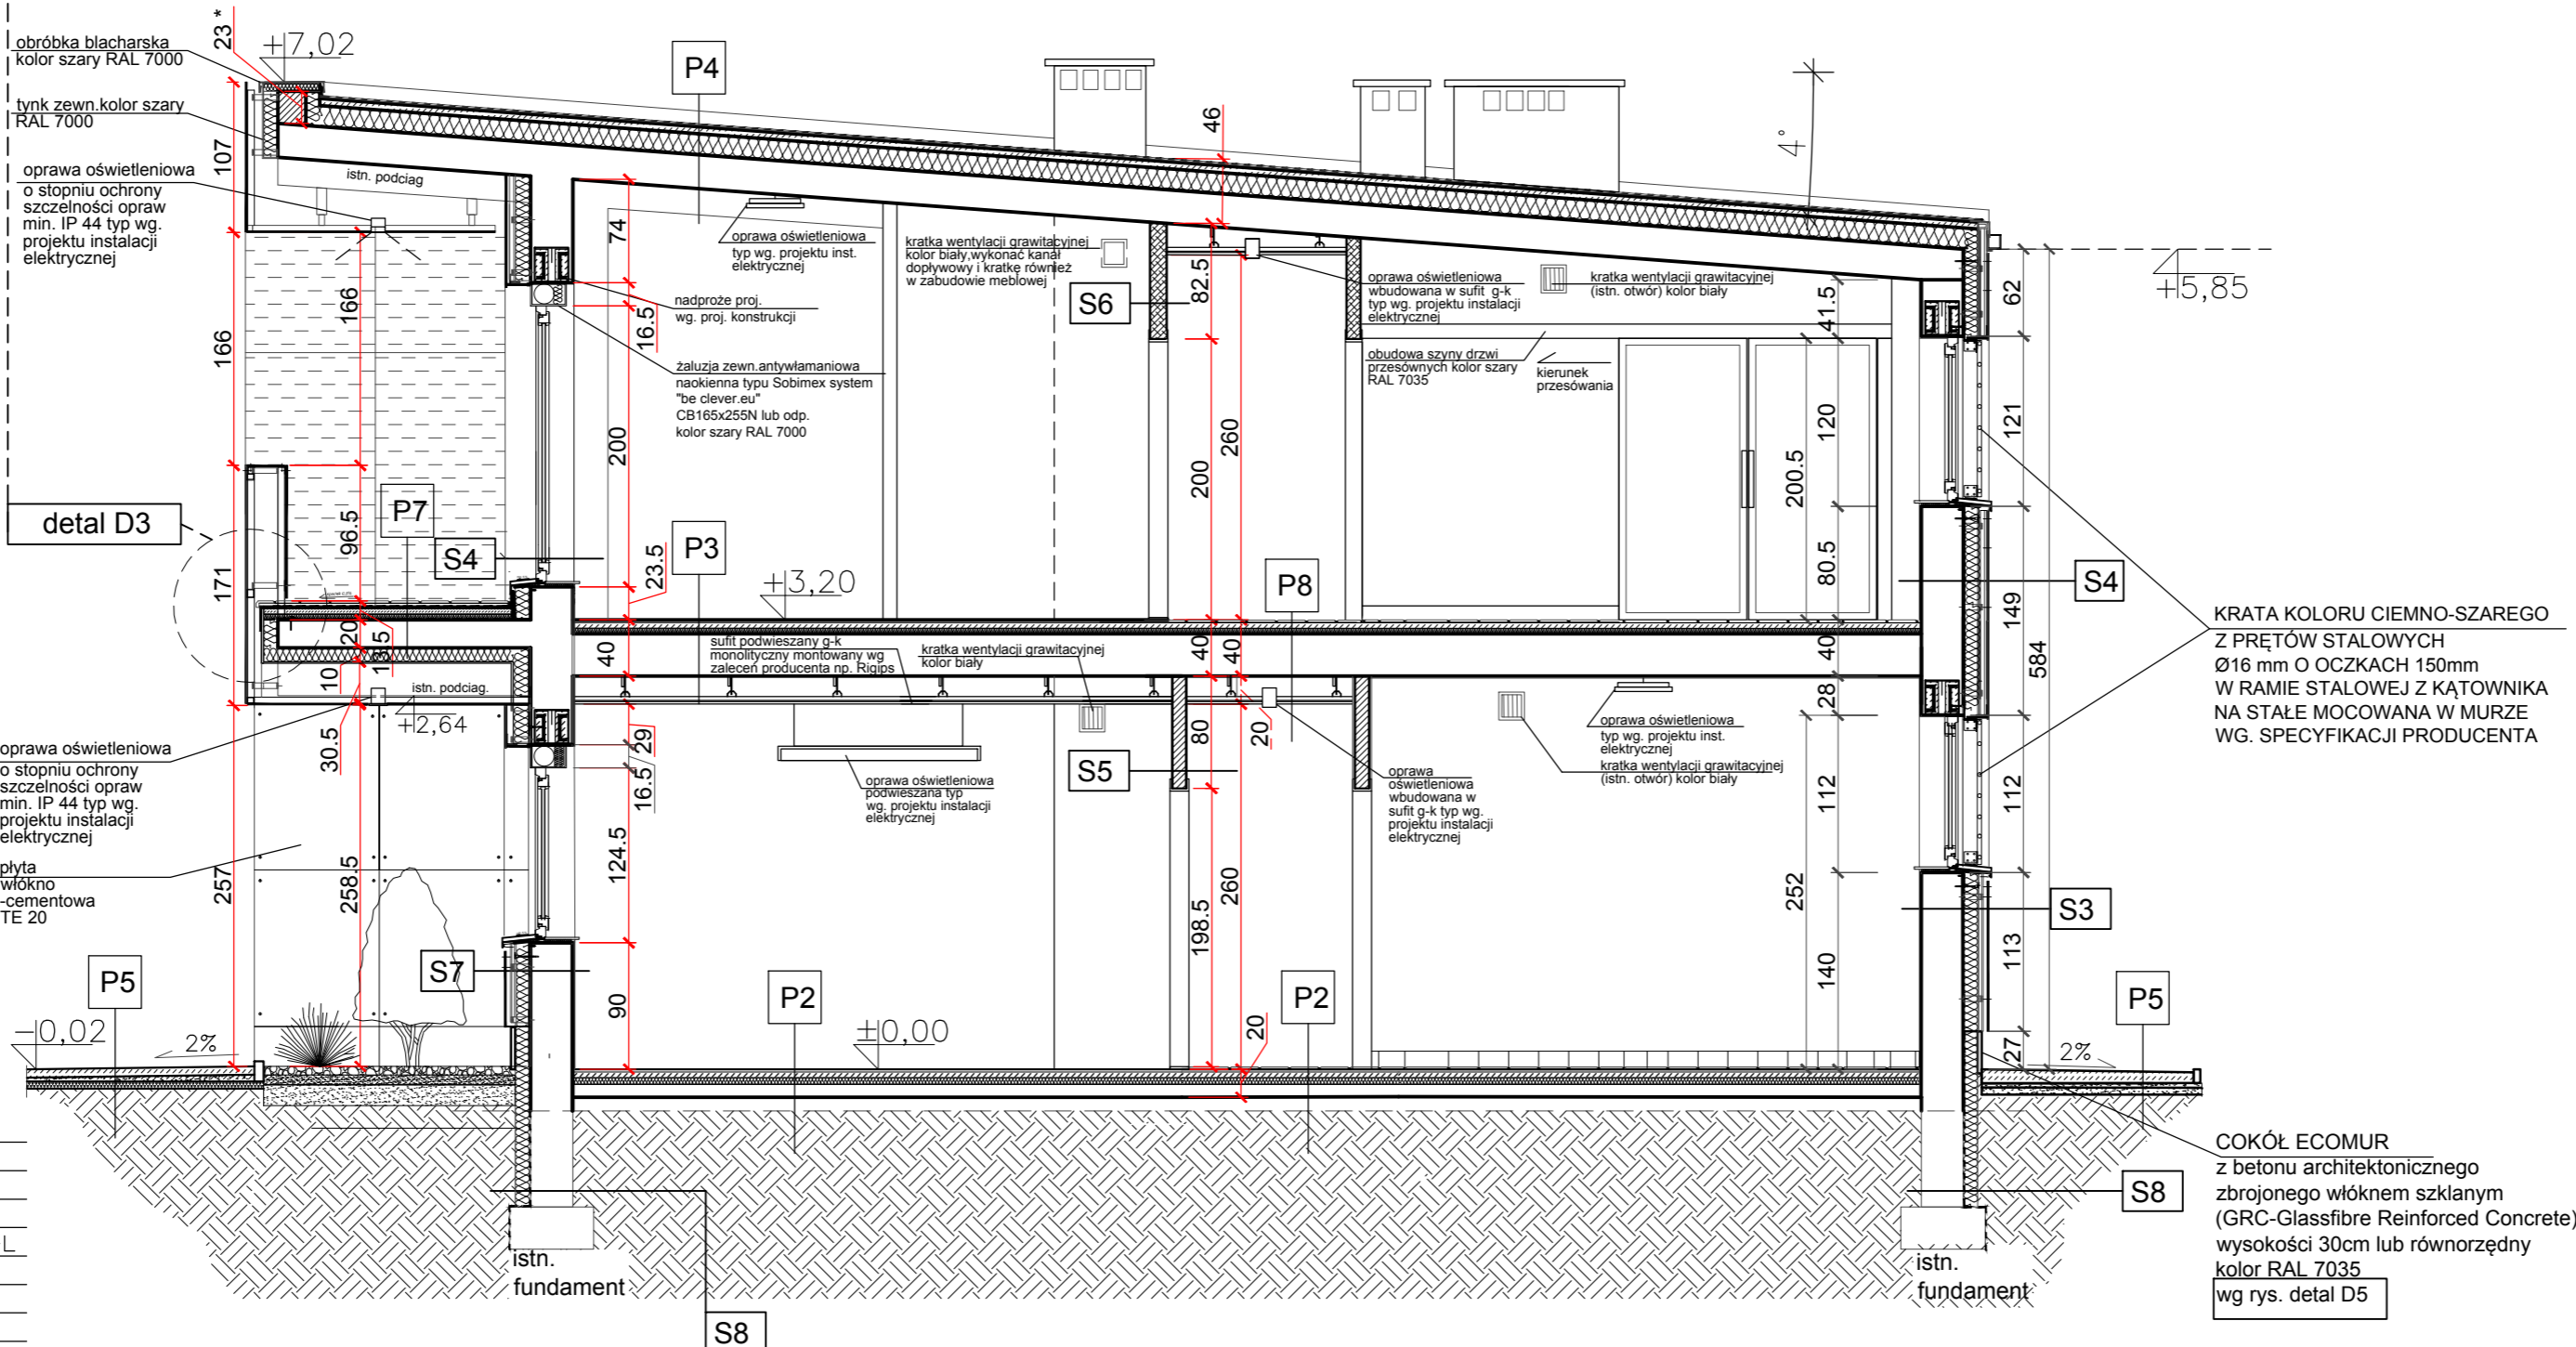 obróbka blacharska
kolor szary RAL 7000
tynk zewn.kolor szary
RAL 7000
oprawa oświetleniowa
o stopniu ochrony
szczelności opraw
min. IP 44 typ wg.
projektu instalacji
elektrycznej
23 *
+7,02
107
166
171
257
istn. podciag
166
96.5
20
13.5
10
30.5
258.5
detal D3
P7
S4
P4
74
16.5
200
23.5
40
29
16.5
124.5
90
oprawa oświetleniowa
typ wg. projektu inst.
elektrycznej
nadproże proj.
wg. proj. konstrukcji
żaluzja zewn.antywłamaniowa
naokienna typu Sobimex system
"be clever.eu"
CB165x255N lub odp.
kolor szary RAL 7000
kratka wentylacji grawitacyjnej
kolor biały,wykonać kanał
dopływowy i kratkę również
w zabudowie meblowej
P3
+3,20
46
S6
82.5
200
260
40
40
80
20
198.5
260
20
oprawa oświetleniowa
wbudowana w sufit g-k
typ wg. projektu instalacji
elektrycznej
kratka wentylacji grawitacyjnej
(istn. otwór) kolor biały
obudowa szyny drzwi
przesównych kolor szary
RAL 7035
kierunek
przesówania
P8
4°
+5,85
41.5
120
200.5
80.5
40
28
112
252
140
62
121
149
584
112
113
27
S4
KRATA KOLORU CIEMNO-SZAREGO
Z PRĘTÓW STALOWYCH
Ø16 mm O OCZKACH 150mm
W RAMIE STALOWEJ Z KĄTOWNIKA
NA STAŁE MOCOWANA W MURZE
WG. SPECYFIKACJI PRODUCENTA
istn. podciag.
+2,64
sufit podwieszany g-k
monolityczny montowany wg
zaleceń producenta np. Rigips
kratka wentylacji grawitacyjnej
kolor biały
oprawa oświetleniowa
podwieszana typ
wg. projektu instalacji
elektrycznej
S5
oprawa
oświetleniowa
wbudowana w
sufit g-k typ wg.
projektu instalacji
elektrycznej
oprawa oświetleniowa
typ wg. projektu inst.
elektrycznej
kratka wentylacji grawitacyjnej
(istn. otwór) kolor biały
oprawa oświetleniowa
o stopniu ochrony
szczelności opraw
min. IP 44 typ wg.
projektu instalacji
elektrycznej
płyta
włókno
-cementowa
TE 20
S3
S7
P5
P2
P2
P5
-0,02
2%
±0,00
2%
COKÓŁ ECOMUR
z betonu architektonicznego
zbrojonego włóknem szklanym
(GRC-Glassfibre Reinforced Concrete)
wysokości 30cm lub równorzędny
kolor RAL 7035
wg rys. detal D5
S8
L
istn.
fundament
istn.
fundament
S8